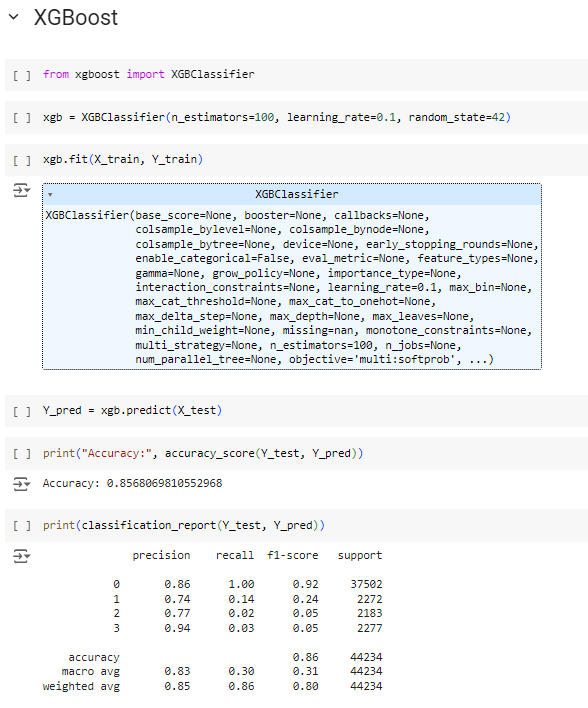 XGBoost
[ ] from xgboost import XGBClassifier
[ ] xgb = XGBClassifier(n_estimators=100, learning_rate=0.1, random_state=42)
[ ] xgb.fit(X_train, Y_train)
XGBClassifier
XGBClassifier(base_score=None, booster=None, callbacks=None,
colsample_bylevel=None, colsample_bynode=None,
colsample_bytree=None, device=None, early_stopping_rounds=None,
enable_categorical=False, eval_metric=None, feature_types=None,
gamma=None, grow_policy=None, importance_type=None,
interaction_constraints=None, learning_rate=0.1, max_bin=None,
max_cat_threshold=None, max_cat_to_onehot=None,
max_delta_step=None, max_depth=None, max_leaves=None,
min_child_weight=None, missing=nan, monotone_constraints=None,
multi_strategy=None, n_estimators=100, n_jobs=None,
num_parallel_tree=None, objective='multi:softprob', ...)
[ ] Y_pred = xgb.predict(X_test)
[ ] print("Accuracy:", accuracy_score(Y_test, Y_pred))
Accuracy: 0.8568069810552968
[ ] print(classification_report(Y_test, Y_pred))
precision recall f1-score support
0 0.86 1.00 0.92 37502
1 0.74 0.14 0.24 2272
2 0.77 0.02 0.05 2183
3 0.94 0.03 0.05 2277
accuracy 0.86 44234
macro avg 0.83 0.30 0.31 44234
weighted avg 0.85 0.86 0.80 44234